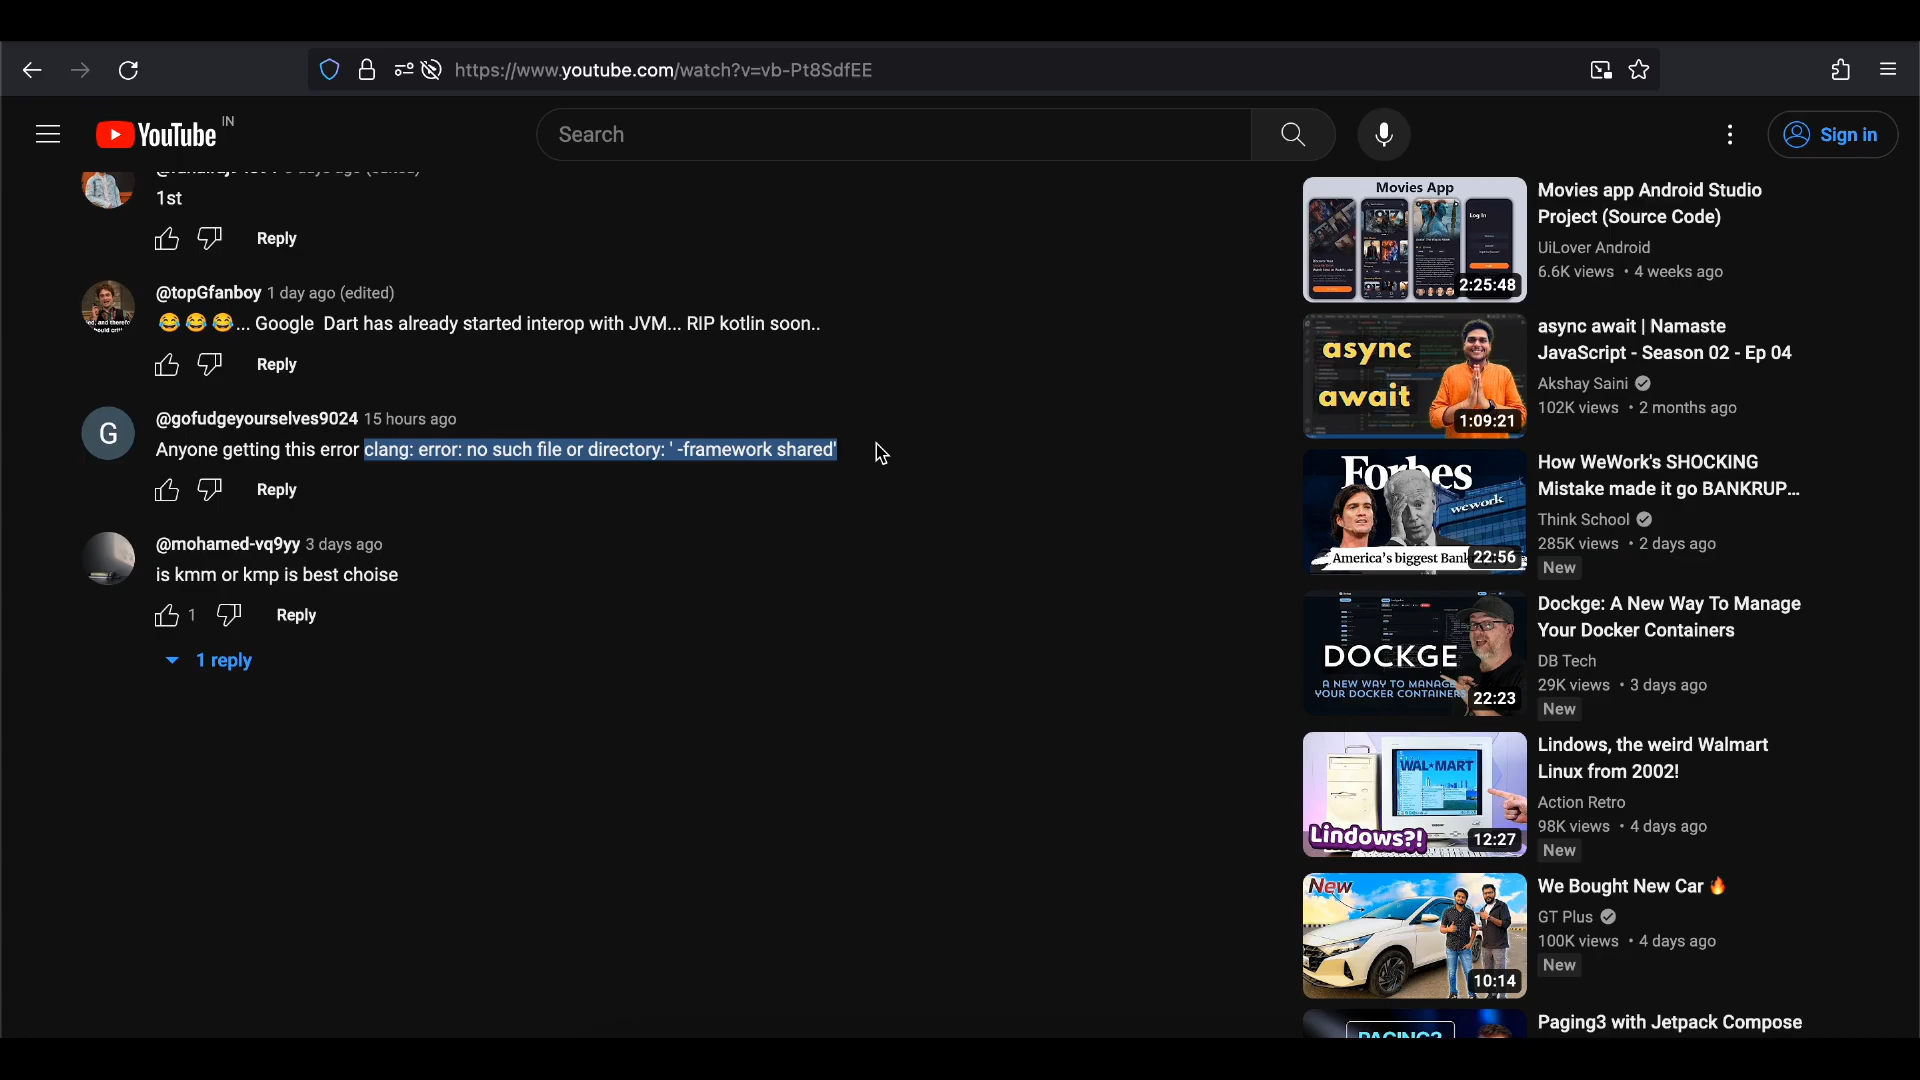 https://www.youtube.com/watch?v=vb-Pt8SdfEE
YouTube IN
Search
Sign in
1st
Reply
@topGfanboy 1 day ago (edited)
😂😂😂... Google Dart has already started interop with JVM... RIP kotlin soon..
Reply
G
@gofudgeyourselves9024 15 hours ago
Anyone getting this error clang: error: no such file or directory: ' -framework shared'
Reply
@mohamed-vq9yy 3 days ago
is kmm or kmp is best choise
1 Reply
1 reply
Movies App
Log In
2:25:48
Movies app Android Studio
Project (Source Code)
UiLover Android
6.6K views • 4 weeks ago
async
await
1:09:21
async await | Namaste
JavaScript - Season 02 - Ep 04
Akshay Saini
102K views • 2 months ago
Forbes
wework
America's biggest Bank
22:56
How WeWork's SHOCKING
Mistake made it go BANKRUP...
Think School
285K views • 2 days ago
New
DOCKGE
A NEW WAY TO MANAGE
YOUR DOCKER CONTAINERS
22:23
Dockge: A New Way To Manage
Your Docker Containers
DB Tech
29K views • 3 days ago
New
WAL★MART
Lindows?!
12:27
Lindows, the weird Walmart
Linux from 2002!
Action Retro
98K views • 4 days ago
New
New
10:14
We Bought New Car 🔥
GT Plus
100K views • 4 days ago
New
PAGING3
Paging3 with Jetpack Compose